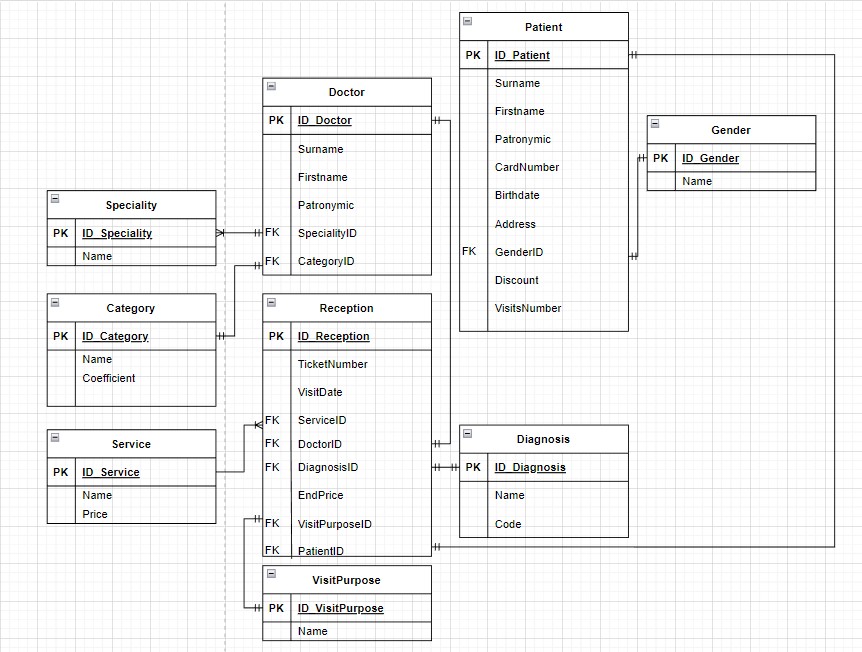 Patient
PK ID_Patient
Surname
Firstname
Patronymic
CardNumber
Birthdate
Address
FK GenderID
Discount
VisitsNumber
Gender
PK ID_Gender
Name
Doctor
PK ID_Doctor
Surname
Firstname
Patronymic
FK SpecialityID
FK CategoryID
Speciality
PK ID_Speciality
Name
Category
PK ID_Category
Name
Coefficient
Reception
PK ID_Reception
TicketNumber
VisitDate
FK ServiceID
FK DoctorID
FK DiagnosisID
EndPrice
FK VisitPurposeID
FK PatientID
Service
PK ID_Service
Name
Price
Diagnosis
PK ID_Diagnosis
Name
Code
VisitPurpose
PK ID_VisitPurpose
Name